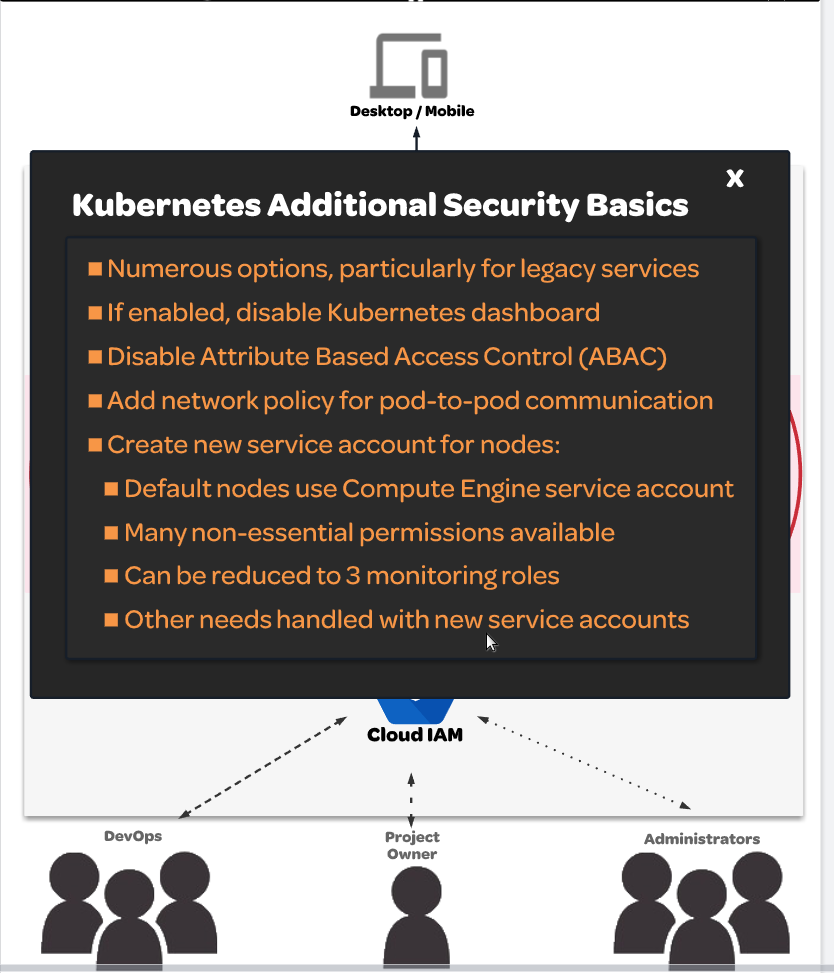 Desktop / Mobile
X
Kubernetes Additional Security Basics
Numerous options, particularly for legacy services
If enabled, disable Kubernetes dashboard
Disable Attribute Based Access Control (ABAC)
Add network policy for pod-to-pod communication
Create new service account for nodes:
Default nodes use Compute Engine service account
Many non-essential permissions available
Can be reduced to 3 monitoring roles
Other needs handled with new service accounts
Cloud IAM
DevOps
Project
Owner
Administrators